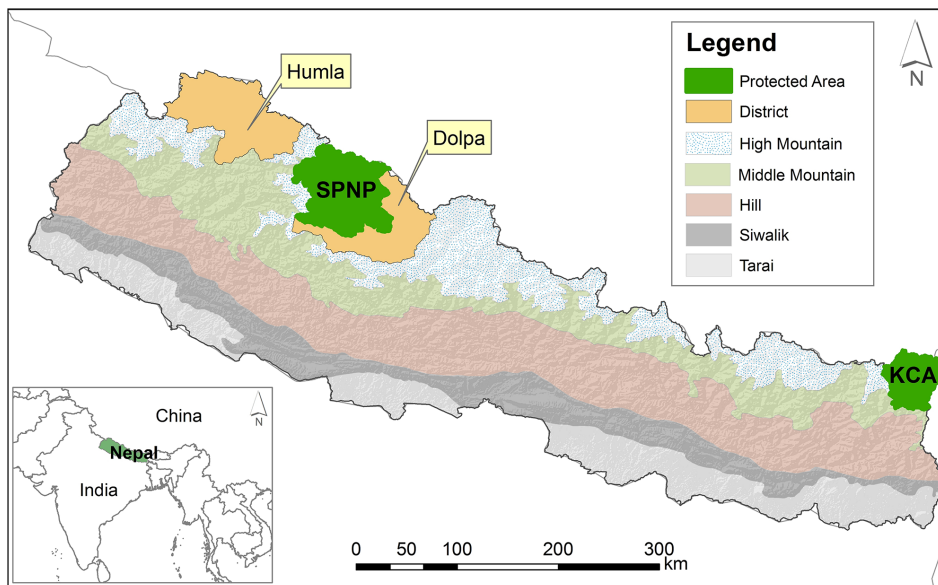 Humla
Dolpa
SPNP
KCA
Legend
Protected Area
District
High Mountain
Middle Mountain
Hill
Siwalik
Tarai
N
China
N
Nepal
India
0 50 100 200 300
km